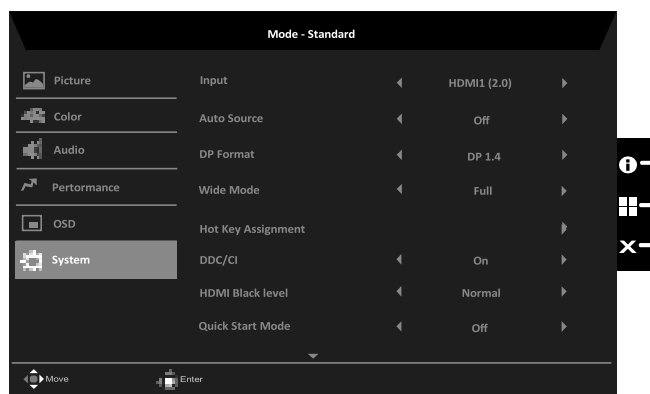 Mode - Standard
Picture
Color
Audio
Pertormance
OSD
System
Input HDMI1 (2.0)
Auto Source Off
DP Format DP 1.4
Wide Mode Full
Hot Key Assignment
DDC/CI On
HDMI Black level Normal
Quick Start Mode Off
Move Enter